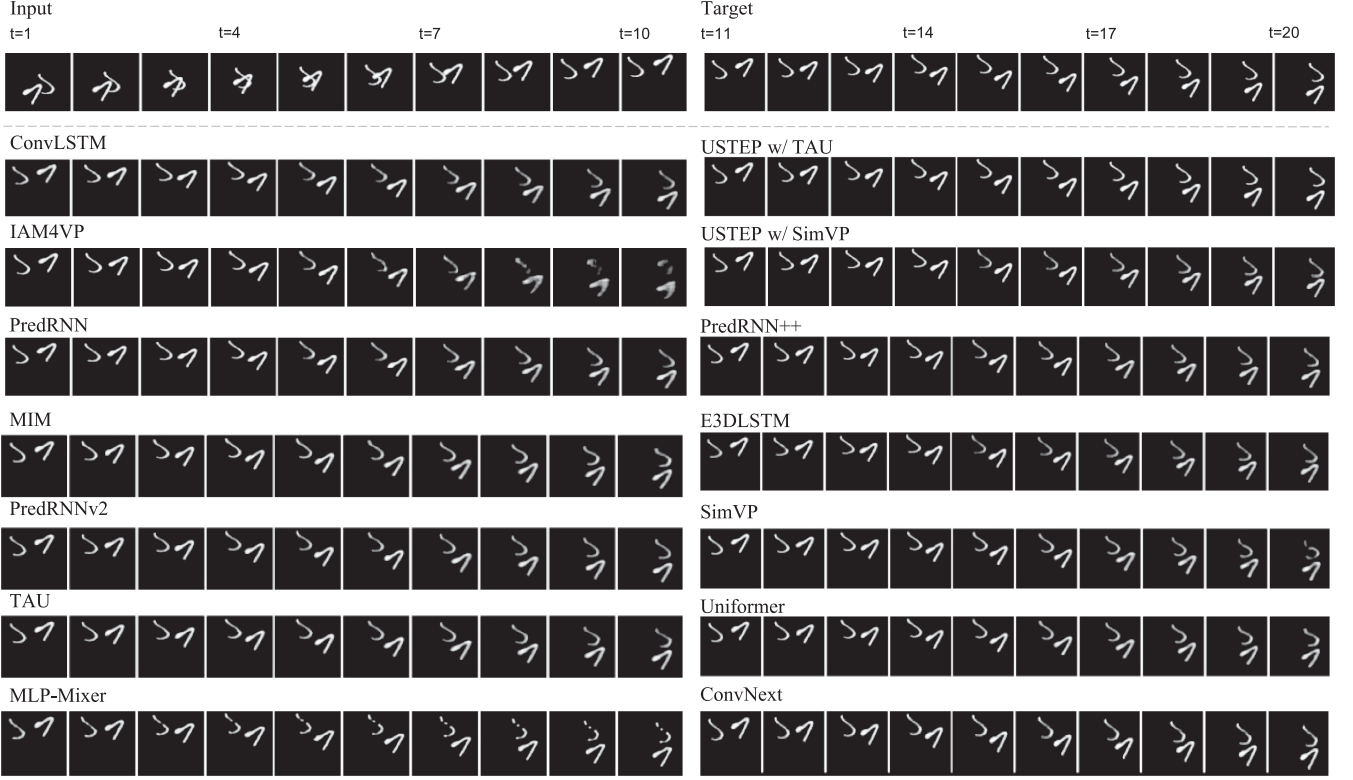 Input Target
t=1 t=4 t=7 t=10 t=11 t=14 t=17 t=20
ConvLSTM USTEP w/ TAU
IAM4VP USTEP w/ SimVP
PredRNN PredRNN++
MIM E3DLSTM
PredRNNv2 SimVP
TAU Uniformer
MLP-Mixer ConvNext